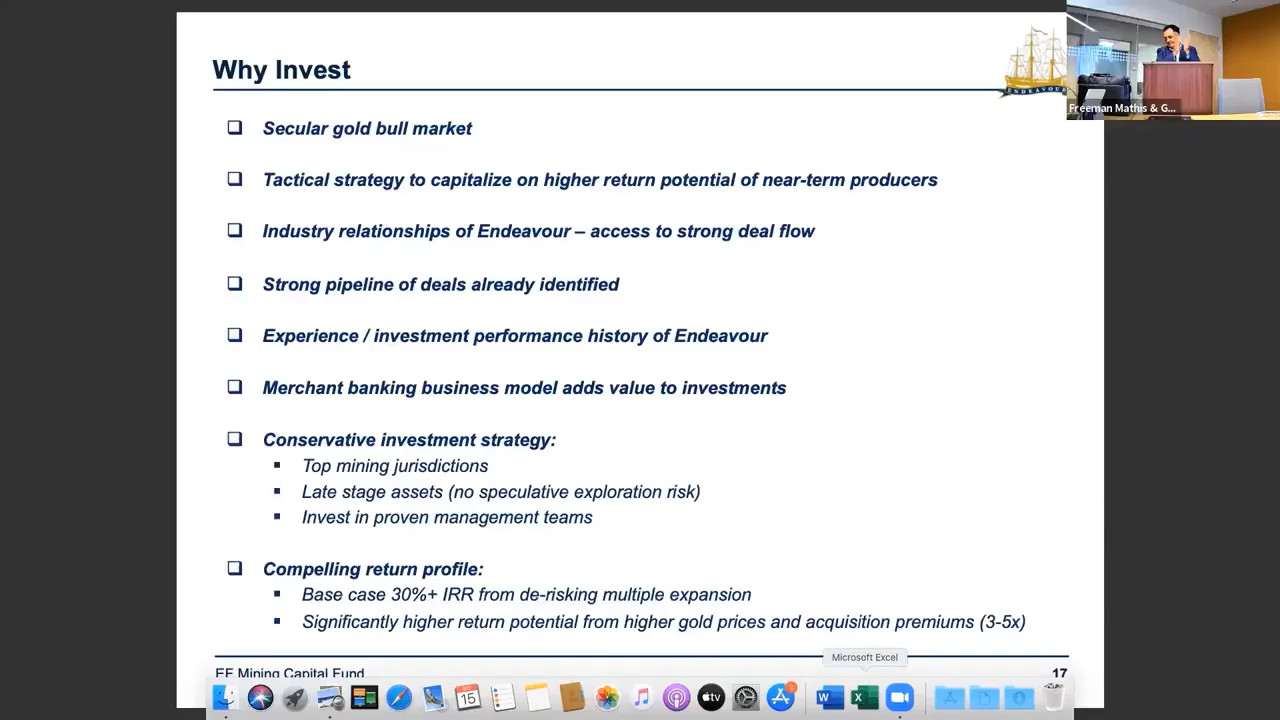 Why Invest
ENDEAVOUR
Freeman Mathis & G...
Secular gold bull market
Tactical strategy to capitalize on higher return potential of near-term producers
Industry relationships of Endeavour – access to strong deal flow
Strong pipeline of deals already identified
Experience / investment performance history of Endeavour
Merchant banking business model adds value to investments
Conservative investment strategy:
Top mining jurisdictions
Late stage assets (no speculative exploration risk)
Invest in proven management teams
Compelling return profile:
Base case 30%+ IRR from de-risking multiple expansion
Significantly higher return potential from higher gold prices and acquisition premiums (3-5x)
Microsoft Excel
EF Mining Capital Fund
17
15
tv
W
X